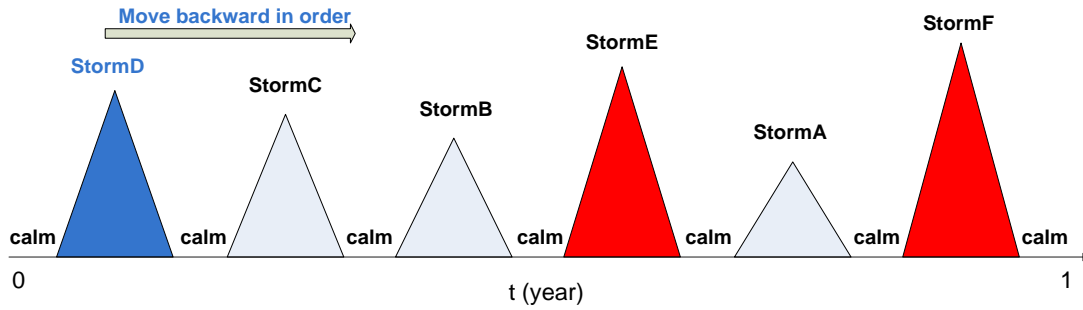 Move backward in order
StormD
StormC
StormB
StormE
StormA
StormF
calm calm calm calm calm calm calm
0 1
t (year)